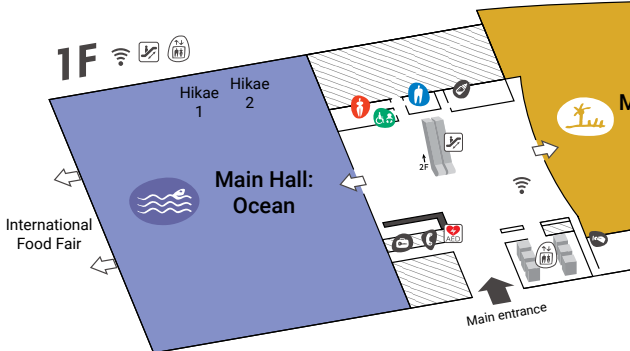 1F
Hikae
1
Hikae
2
M
Main Hall:
Ocean
2F
International
Food Fair
AED
Main entrance